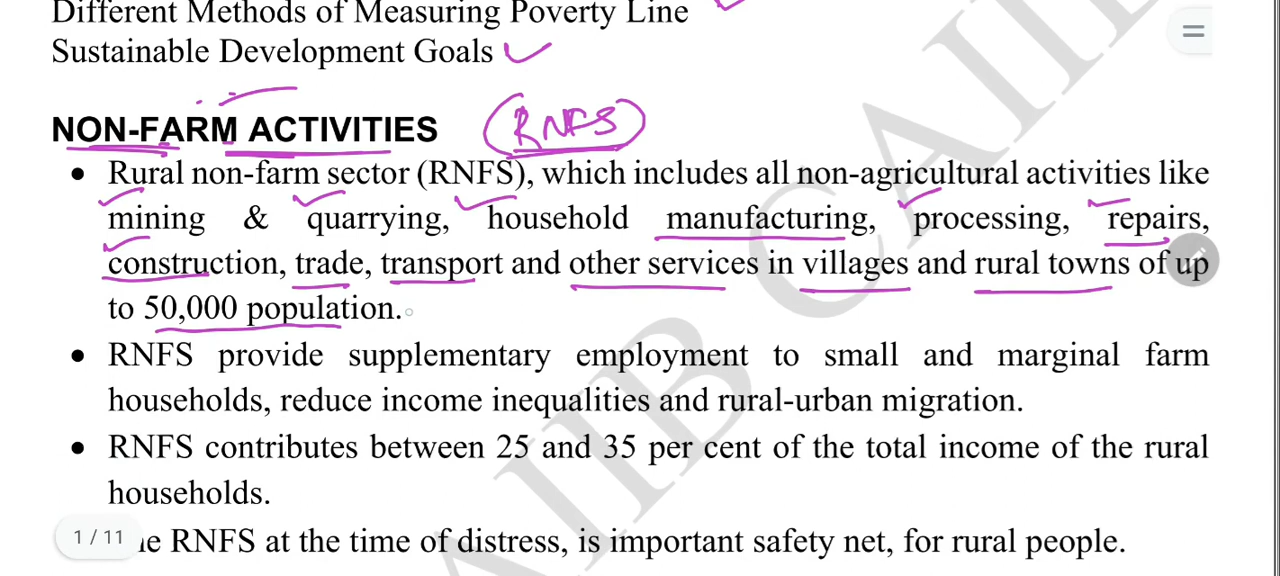 Different Methods of Measuring Poverty Line
Sustainable Development Goals
NON-FARM ACTIVITIES (RNFS)
• Rural non-farm sector (RNFS), which includes all non-agricultural activities like
mining & quarrying, household manufacturing, processing, repairs,
construction, trade, transport and other services in villages and rural towns of up
to 50,000 population.
• RNFS provide supplementary employment to small and marginal farm
households, reduce income inequalities and rural-urban migration.
• RNFS contributes between 25 and 35 per cent of the total income of the rural
households.
1 / 11 RNFS at the time of distress, is important safety net, for rural people.
CAIIB CAIIB